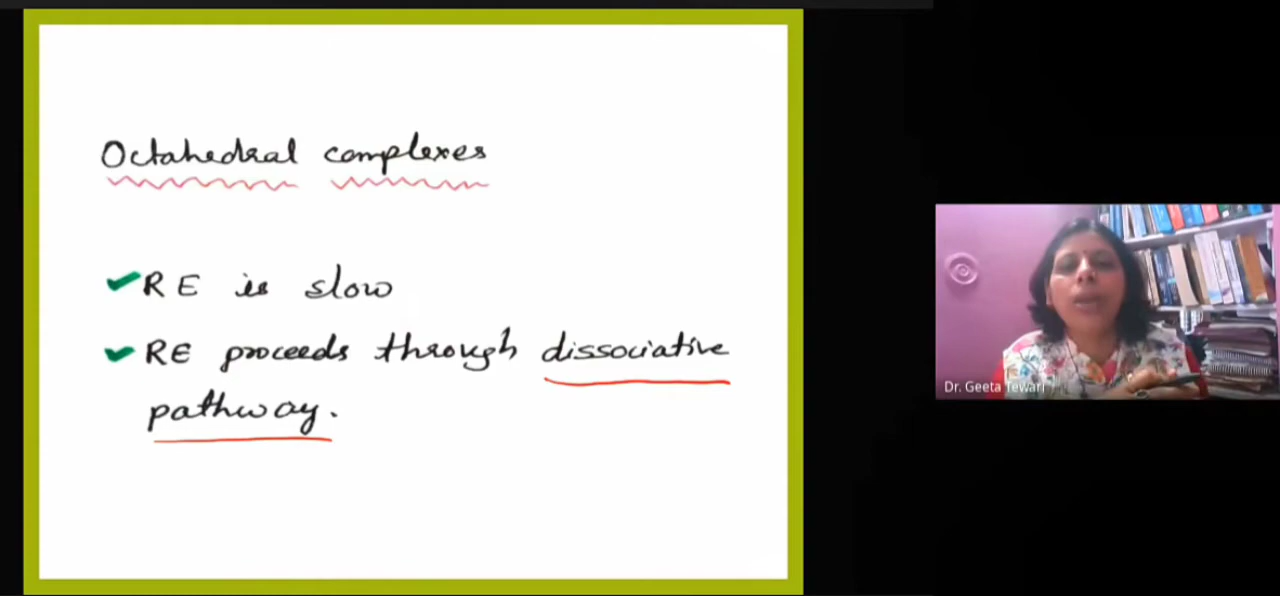 Octahedral complexes
RE is slow
RE proceeds through dissociative
pathway.
Dr. Geeta Tewari